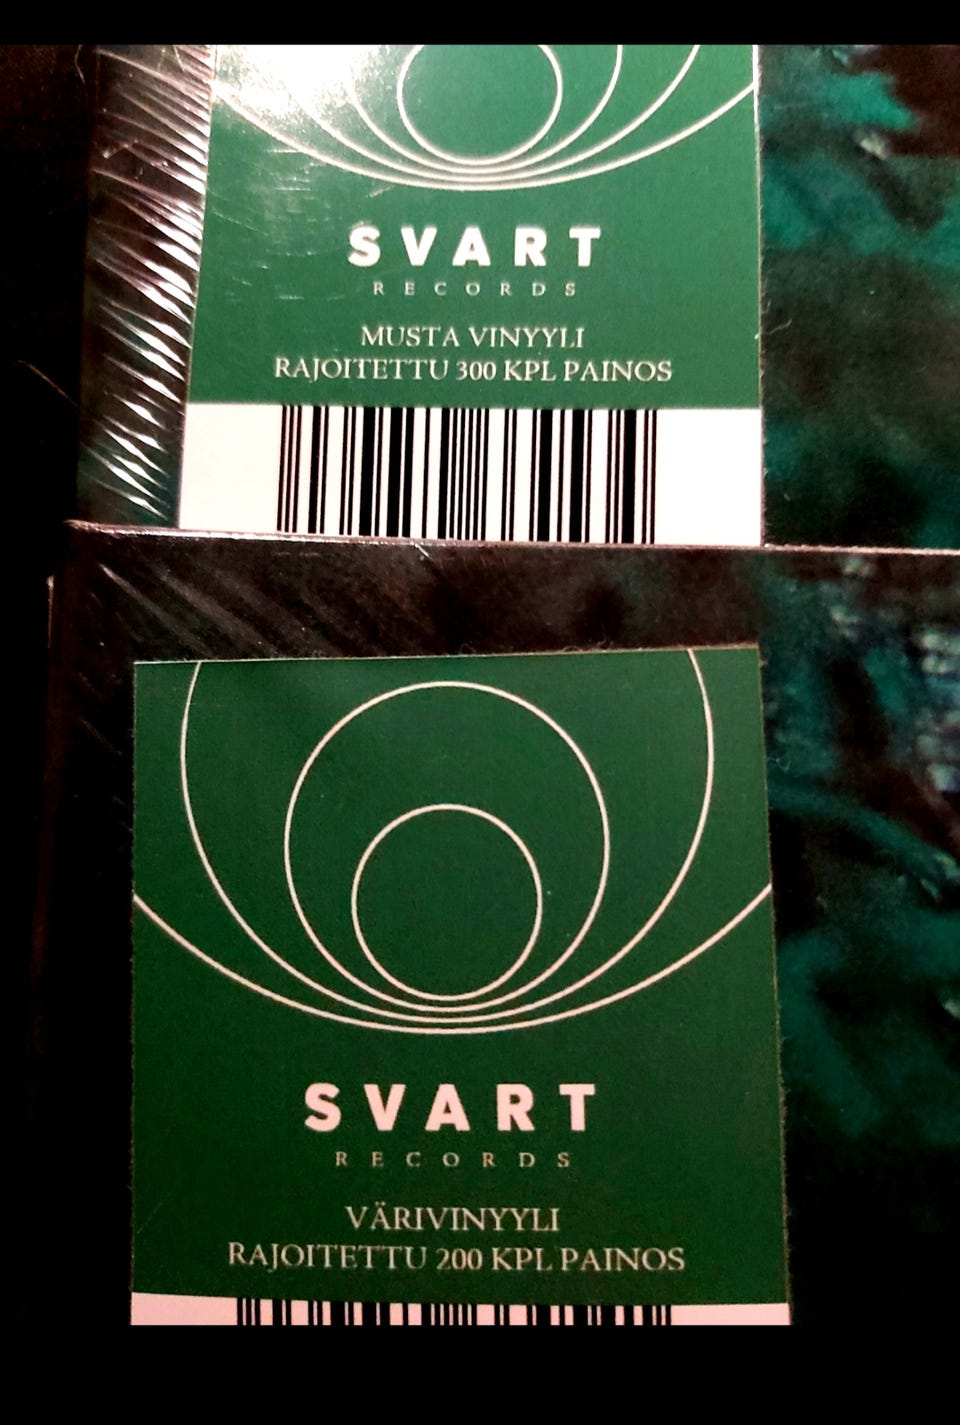 SVART
RECORDS
MUSTA VINYYLI
RAJOITETTU 300 KPL PAINOS
SVART
RECORDS
VÄRIVINYYLI
RAJOITETTU 200 KPL PAINOS